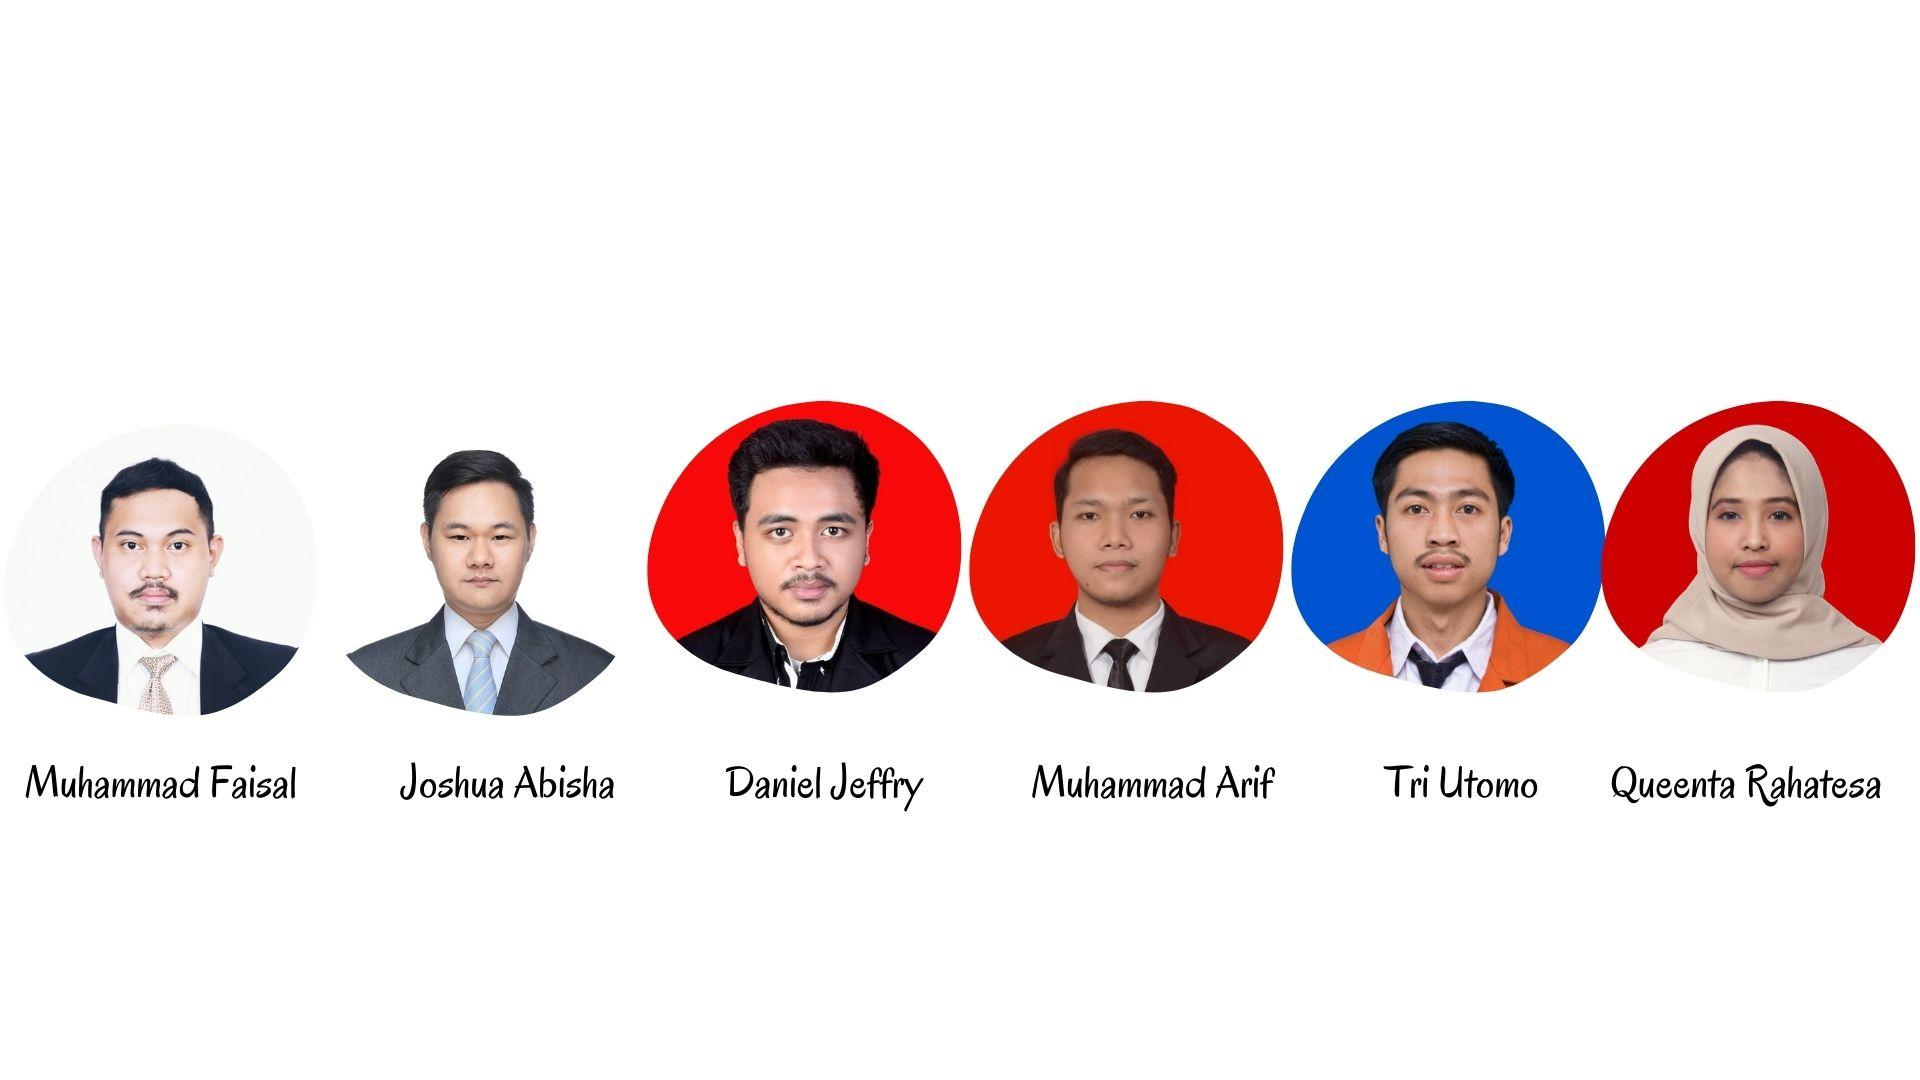 Muhammad Faisal
Joshua Abisha
Daniel Jeffry
Muhammad Arif
Tri Utomo
Queenta Rahatesa